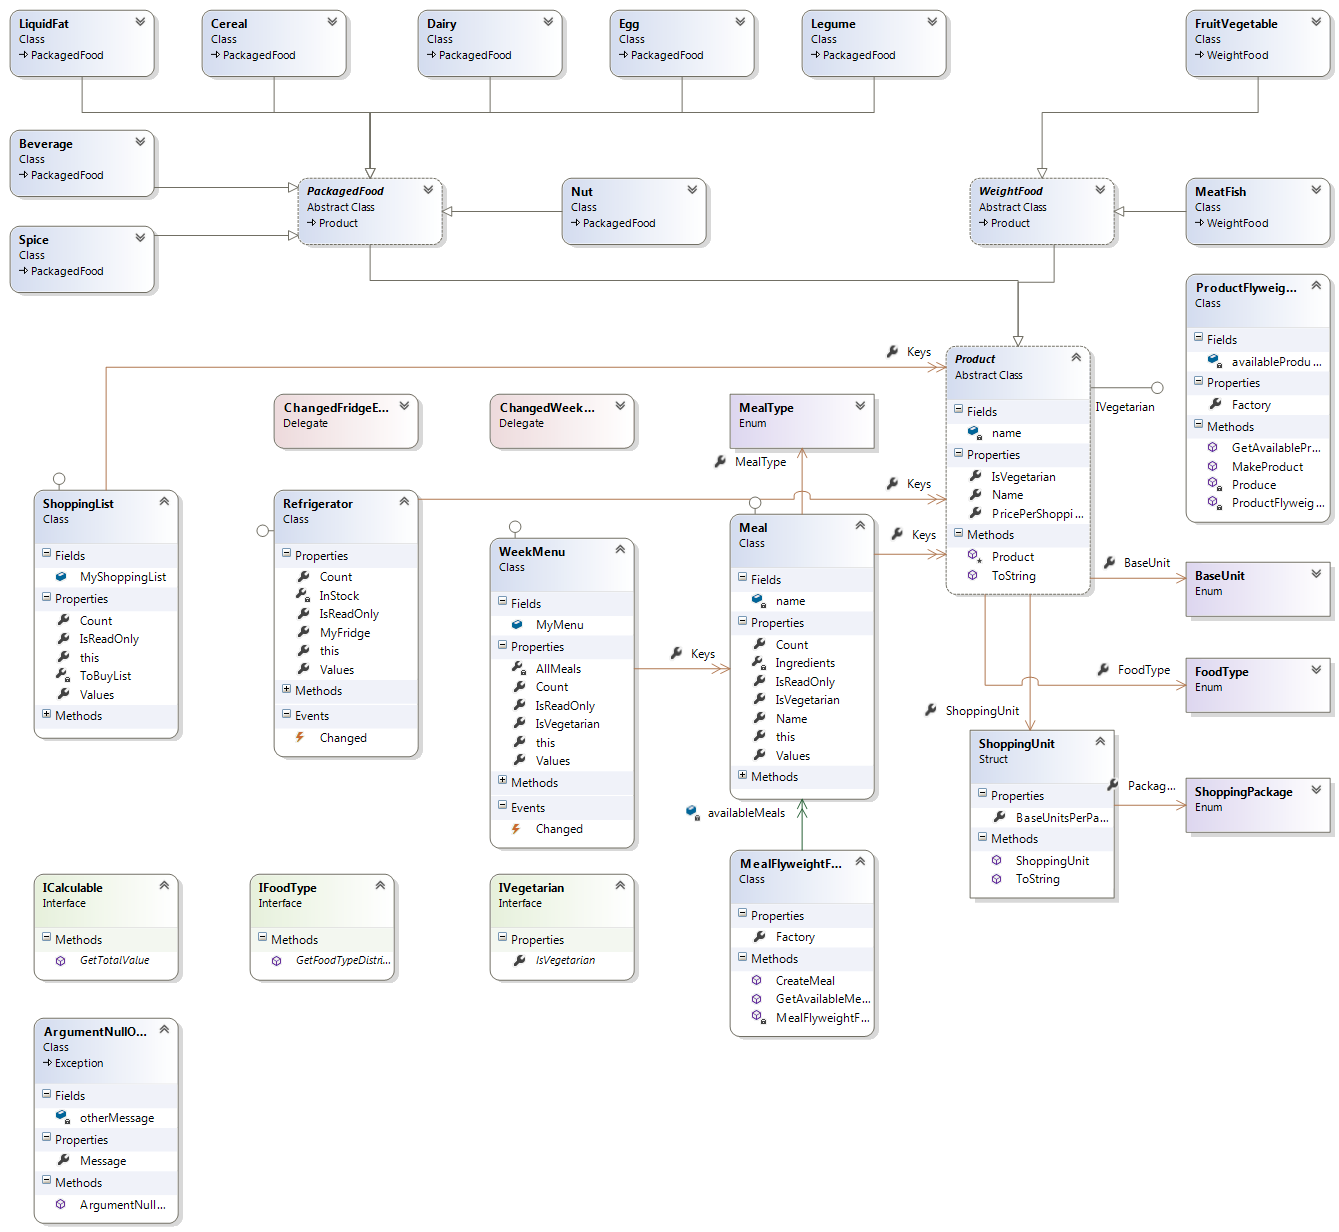 LiquidFat
Class
PackagedFood
Cereal
Class
PackagedFood
Dairy
Class
PackagedFood
Egg
Class
PackagedFood
Legume
Class
PackagedFood
FruitVegetable
Class
WeightFood
Beverage
Class
PackagedFood
PackagedFood
Abstract Class
Product
Nut
Class
PackagedFood
WeightFood
Abstract Class
Product
MeatFish
Class
WeightFood
Spice
Class
PackagedFood
ProductFlyweig...
Class
Fields
availableProdu...
Properties
Factory
Methods
GetAvailablePr...
MakeProduct
Produce
ProductFlyweig...
Keys
Product
Abstract Class
Fields
name
Properties
IsVegetarian
Name
PricePerShoppi...
Methods
Product
ToString
IVegetarian
ChangedFridgeE...
Delegate
ChangedWeek...
Delegate
MealType
Enum
MealType
Keys
Keys
ShoppingList
Class
Fields
MyShoppingList
Properties
Count
IsReadOnly
this
ToBuyList
Values
Methods
Refrigerator
Class
Properties
Count
InStock
IsReadOnly
MyFridge
this
Values
Methods
Events
Changed
WeekMenu
Class
Fields
MyMenu
Properties
AllMeals
Count
IsReadOnly
IsVegetarian
this
Values
Methods
Events
Changed
Keys
Meal
Class
Fields
name
Properties
Count
Ingredients
IsReadOnly
IsVegetarian
Name
this
Values
Methods
BaseUnit
BaseUnit
Enum
FoodType
FoodType
Enum
ShoppingUnit
ShoppingUnit
Struct
Properties
BaseUnitsPerPa...
Methods
ShoppingUnit
ToString
Packag...
ShoppingPackage
Enum
availableMeals
MealFlyweightF...
Class
Properties
Factory
Methods
CreateMeal
GetAvailableMe...
MealFlyweightF...
ICalculable
Interface
Methods
GetTotalValue
IFoodType
Interface
Methods
GetFoodTypeDistri...
IVegetarian
Interface
Properties
IsVegetarian
ArgumentNullO...
Class
Exception
Fields
otherMessage
Properties
Message
Methods
ArgumentNull...